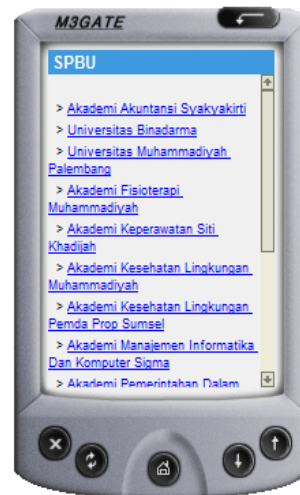 M3GATE
SPBU
> Akademi Akuntansi Syakyakirti
> Universitas Binadarma
> Universitas Muhammadiyah
Palembang
> Akademi Fisioterapi
Muhammadiyah
> Akademi Keperawatan Siti
Khadijah
> Akademi Kesehatan Lingkungan
Muhammadiyah
> Akademi Kesehatan Lingkungan
Pemda Prop Sumsel
> Akademi Manajemen Informatika
Dan Komputer Sigma
> Akademi Pemerintahan Dalam